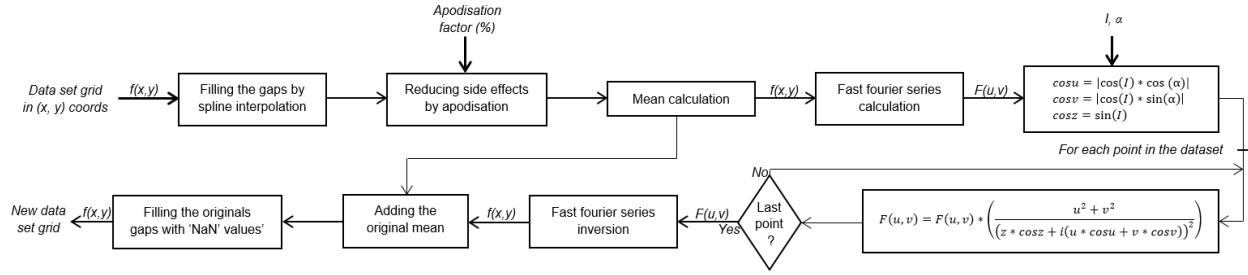 Apodisation
factor (%)
I, α
Data set grid
in (x, y) coords
f(x,y)
Filling the gaps by
spline interpolation
Reducing side effects
by apodisation
Mean calculation
f(x,y)
Fast fourier series
calculation
F(u,v)
cosu = |cos(I) * cos (α)|
cosv = |cos(I) * sin(α)|
cosz = sin(I)
For each point in the dataset
No
New data
set grid
f(x,y)
Filling the originals
gaps with ‘NaN’ values’
Adding the
original mean
f(x,y)
Fast fourier series
inversion
F(u,v)
Yes
Last
point
?
F(u, v) = F(u, v) * (u² + v² / (z * cosz + i(u * cosu + v * cosv))²)